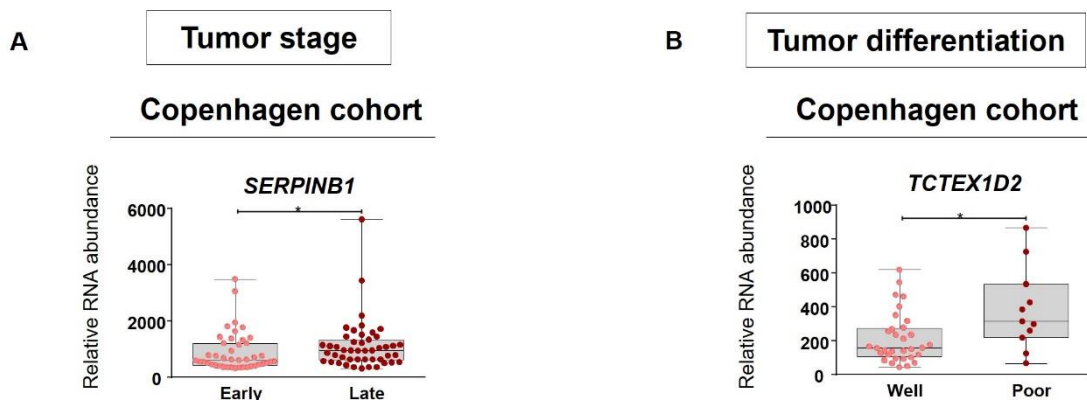 A
Tumor stage
Copenhagen cohort
SERPINB1
*
Relative RNA abundance
6000
4000
2000
0
Early Late
B
Tumor differentiation
Copenhagen cohort
TCTEX1D2
*
Relative RNA abundance
1000
800
600
400
200
0
Well Poor